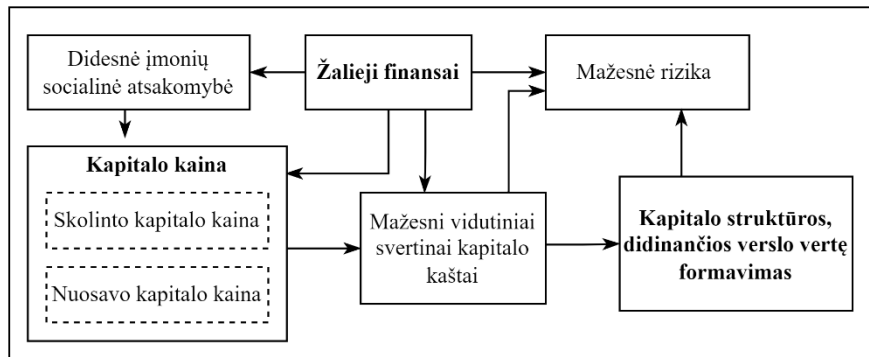 Didesnė įmonių
socialinė atsakomybė
Žalieji finansai
Mažesnė rizika
Kapitalo kaina
Skolinto kapitalo kaina
Nuosavo kapitalo kaina
Mažesni vidutiniai
svertinai kapitalo
kaštai
Kapitalo struktūros,
didinančios verslo vertę
formavimas